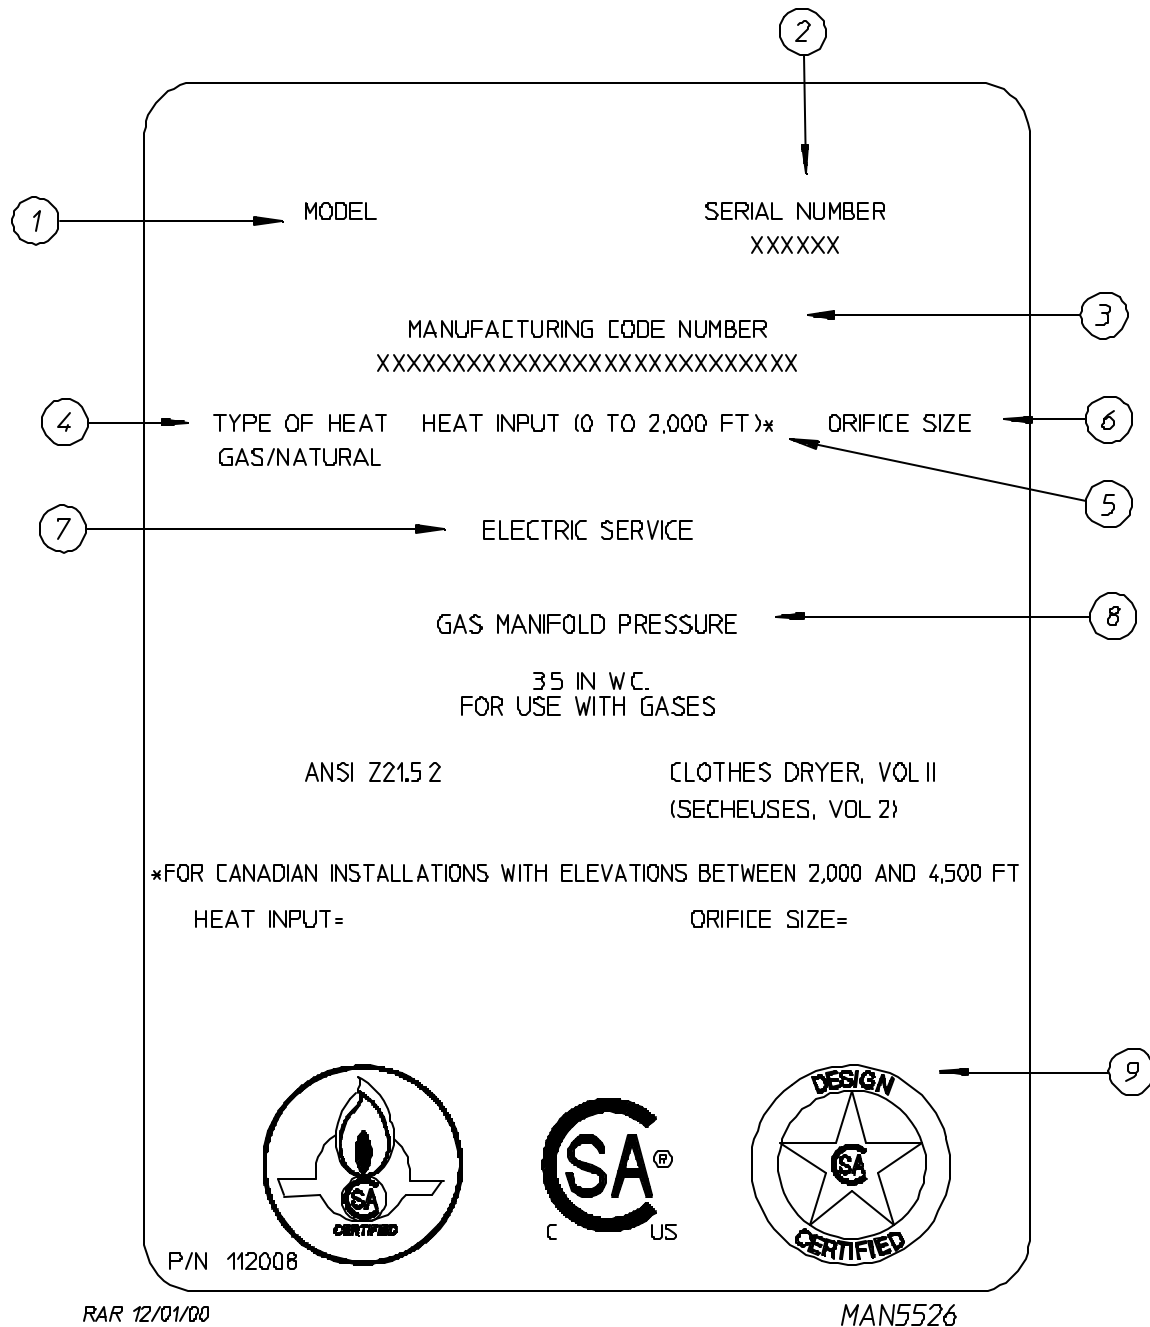 2
1
MODEL SERIAL NUMBER
XXXXXX
3
MANUFACTURING CODE NUMBER
XXXXXXXXXXXXXXXXXXXXXXXXXXXX
4
TYPE OF HEAT HEAT INPUT (0 TO 2,000 FT)* ORIFICE SIZE
6
GAS/NATURAL
5
7
ELECTRIC SERVICE
GAS MANIFOLD PRESSURE
8
35 IN WC.
FOR USE WITH GASES
ANSI Z21.5 2 CLOTHES DRYER, VOL II
(SECHEUSES, VOL 2)
*FOR CANADIAN INSTALLATIONS WITH ELEVATIONS BETWEEN 2,000 AND 4,500 FT
HEAT INPUT= ORIFICE SIZE=
9
SA
CERTIFIED
CSA®
C US
DESIGN
SA
CERTIFIED
P/N 112008
RAR 12/01/00 MAN5526